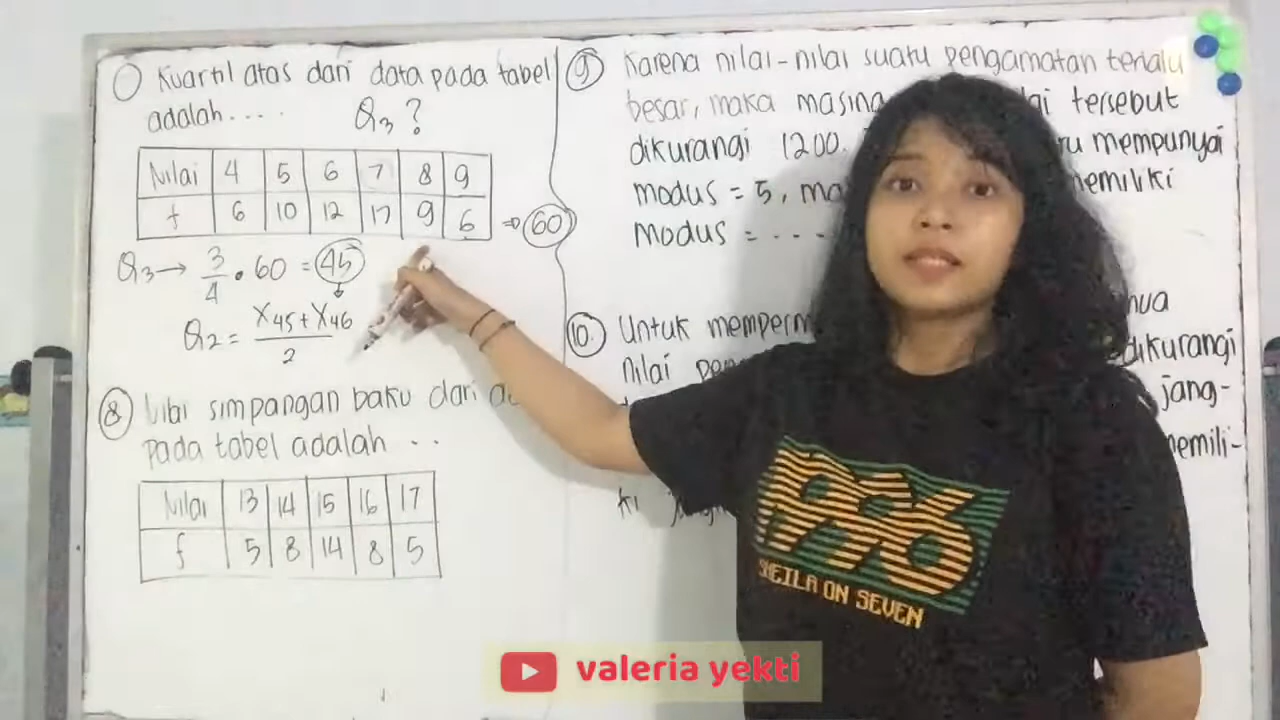 Kuartil atas dari data pada tabel
adalah.... Q₃ ?
Nilai 4 5 6 7 8 9
f 6 10 12 17 9 6 ⇒ 60
Q₃ → 3/4 . 60 = 45
Q₂ = X₄₅ + X₄₆
2
8 Nilai simpangan baku dari
pada tabel adalah ..
Nilai 13 14 15 16 17
f 5 8 14 8 5
9 Karena nilai-nilai suatu pengamatan terlalu
besar, maka masing tersebut
dikurangi 1200. mempunyai
modus = 5, memiliki
modus = ....
10. Untuk
dikurangi
nilai
jang-
ki
1996
SHEILA ON SEVEN
valeria yekti